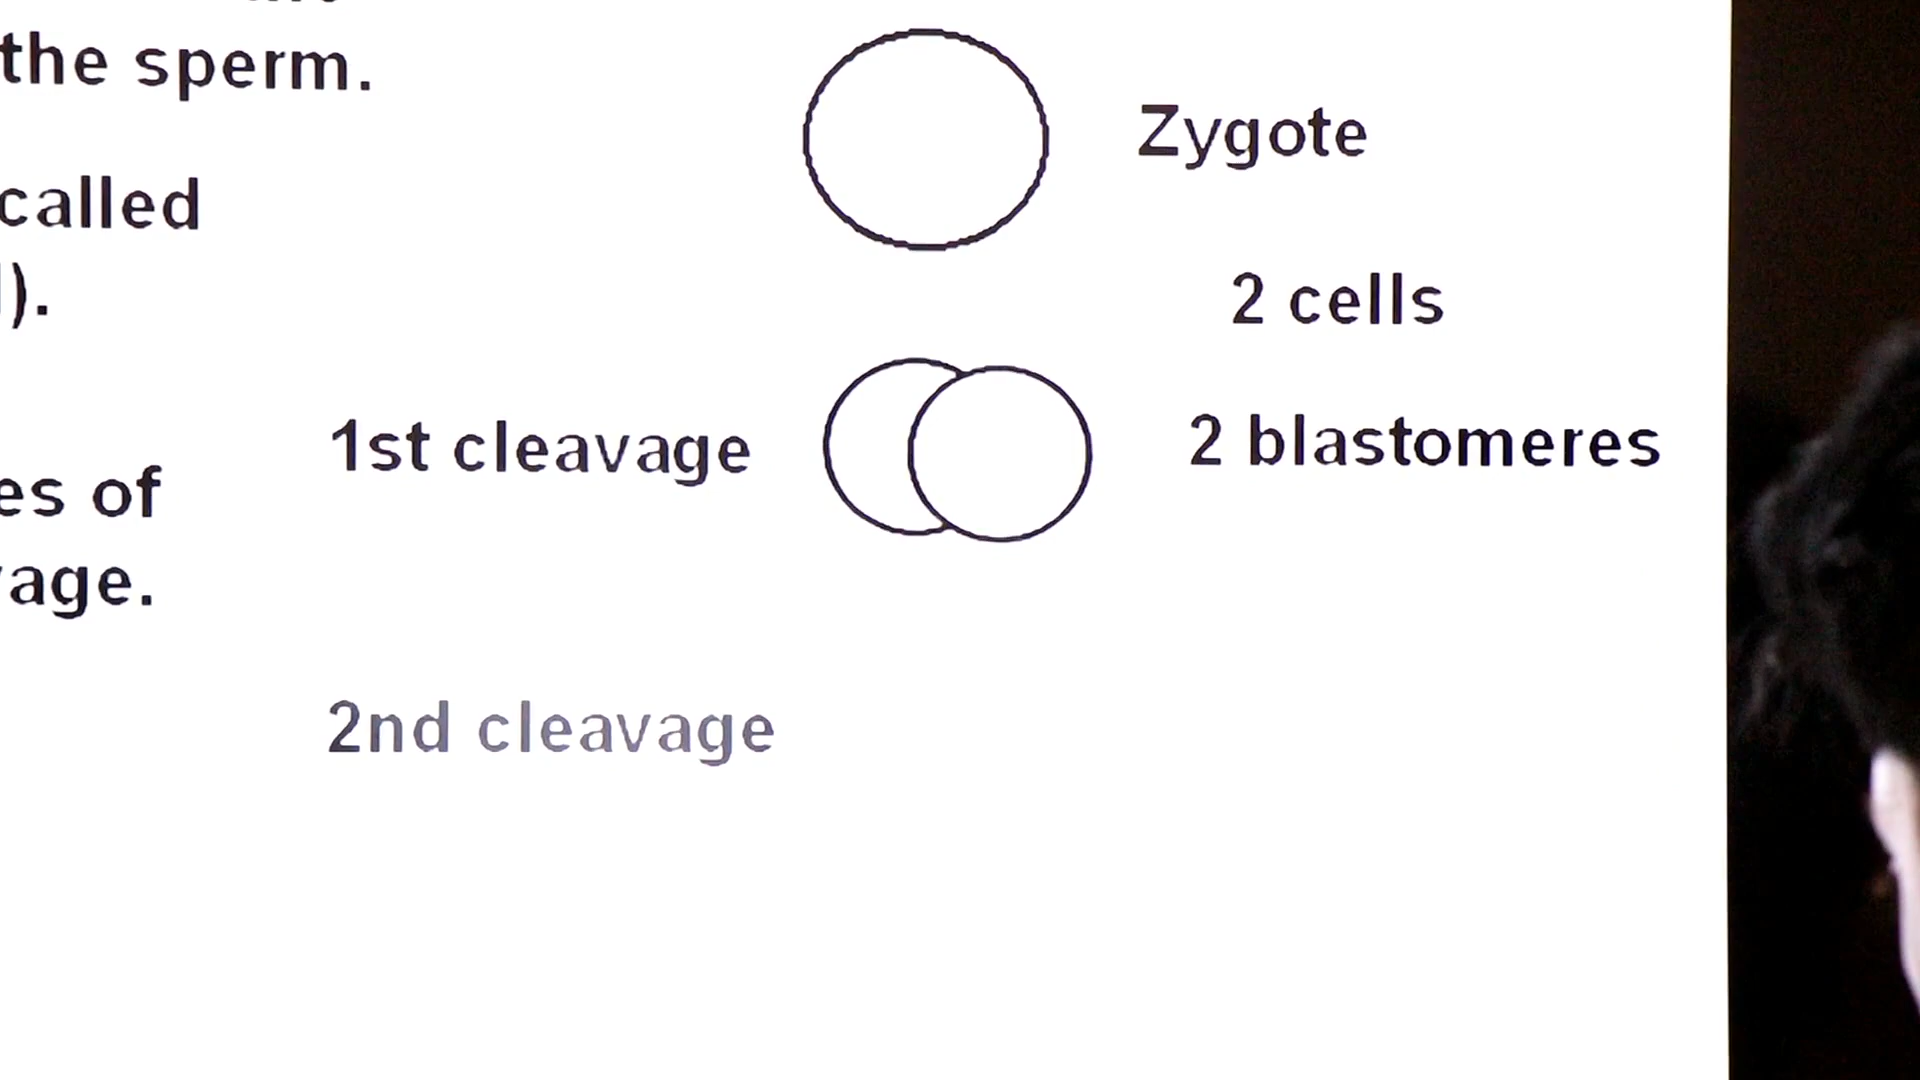 the sperm.
Zygote
called
2 cells
).
1st cleavage
2 blastomeres
es of
age.
2nd cleavage